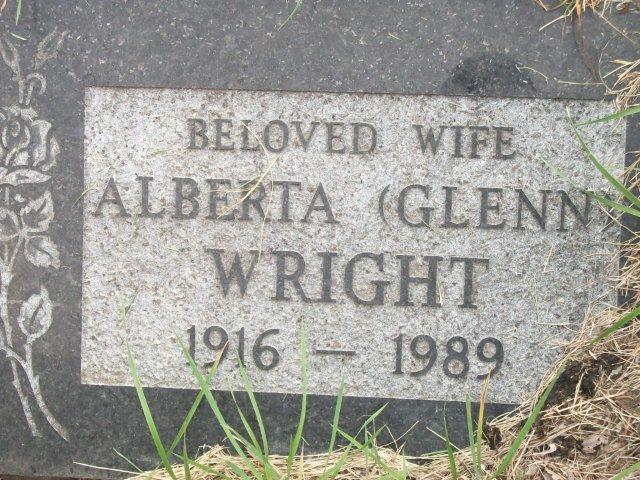 BELOVED WIFE
ALBERTA (GLENN)
WRIGHT
1916 – 1989